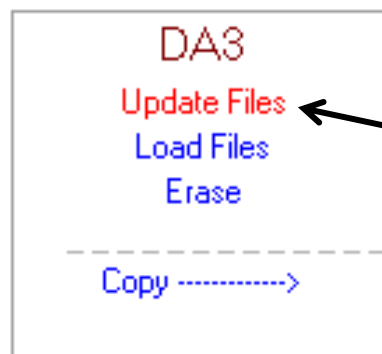 DA3
Update Files
Load Files
Erase
Copy ------------->